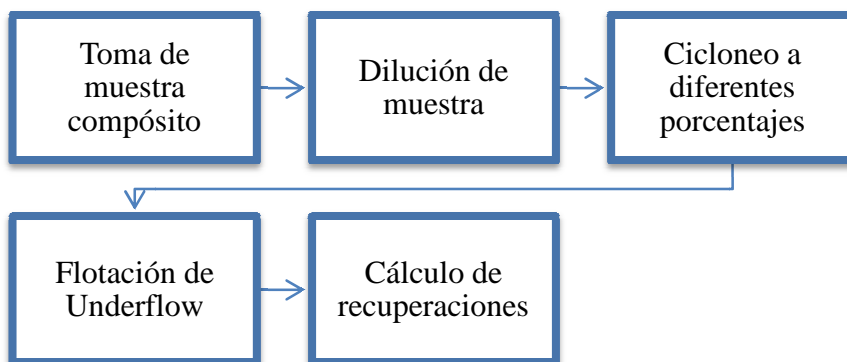 Toma de
muestra
compósito
Dilución de
muestra
Cicloneo a
diferentes
porcentajes
Flotación de
Underflow
Cálculo de
recuperaciones